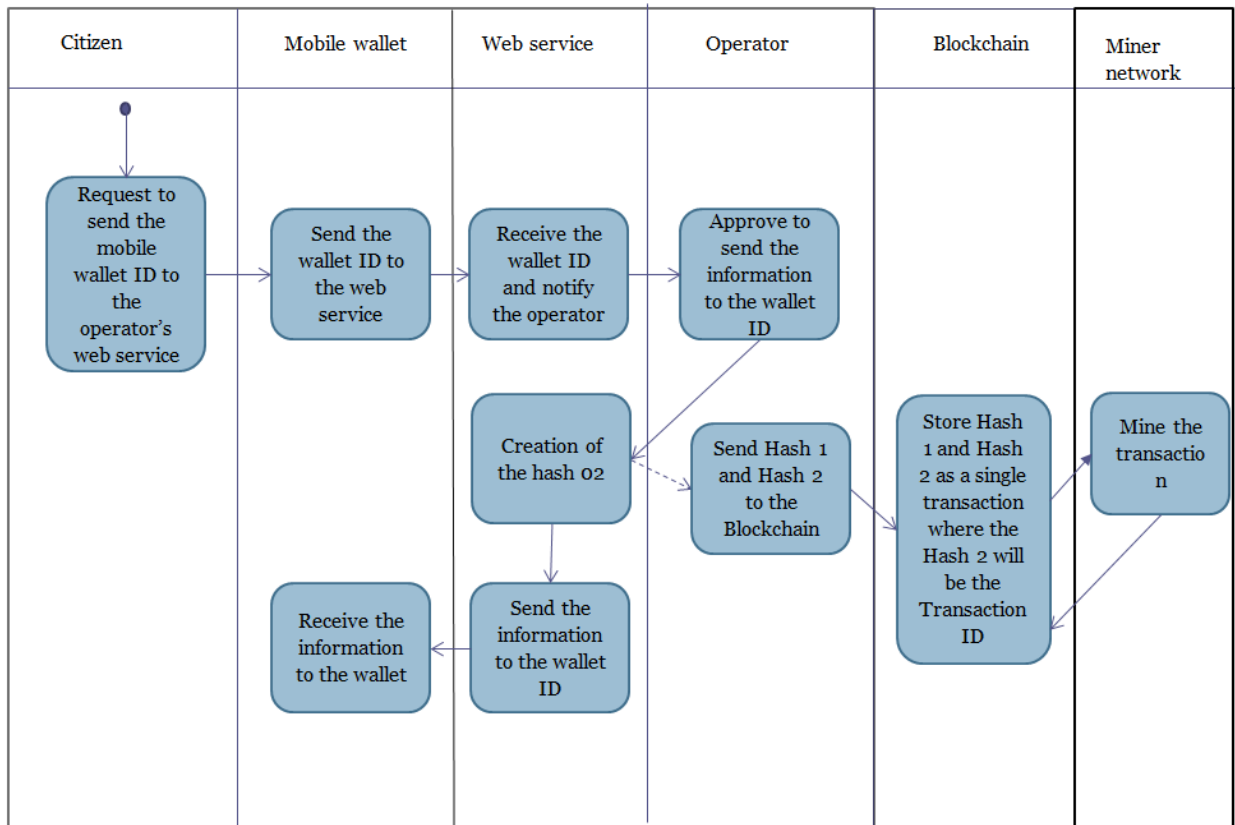 Citizen
Mobile wallet
Web service
Operator
Blockchain
Miner
network
Request to
send the
mobile
wallet ID to
the
operator’s
web service
Send the
wallet ID to
the web
service
Receive the
wallet ID
and notify
the operator
Approve to
send the
information
to the wallet
ID
Creation of
the hash 02
Send Hash 1
and Hash 2
to the
Blockchain
Store Hash
1 and Hash
2 as a single
transaction
where the
Hash 2 will
be the
Transaction
ID
Mine the
transactio
n
Receive the
information
to the wallet
Send the
information
to the wallet
ID